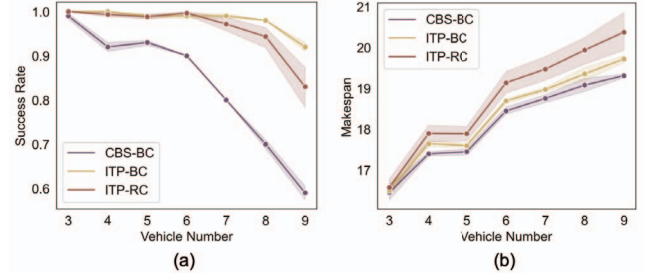 1.0
0.9
0.8
0.7
0.6
Success Rate
CBS-BC
ITP-BC
ITP-RC
3 4 5 6 7 8 9
Vehicle Number
(a)
21
20
19
18
17
Makespan
CBS-BC
ITP-BC
ITP-RC
3 4 5 6 7 8 9
Vehicle Number
(b)